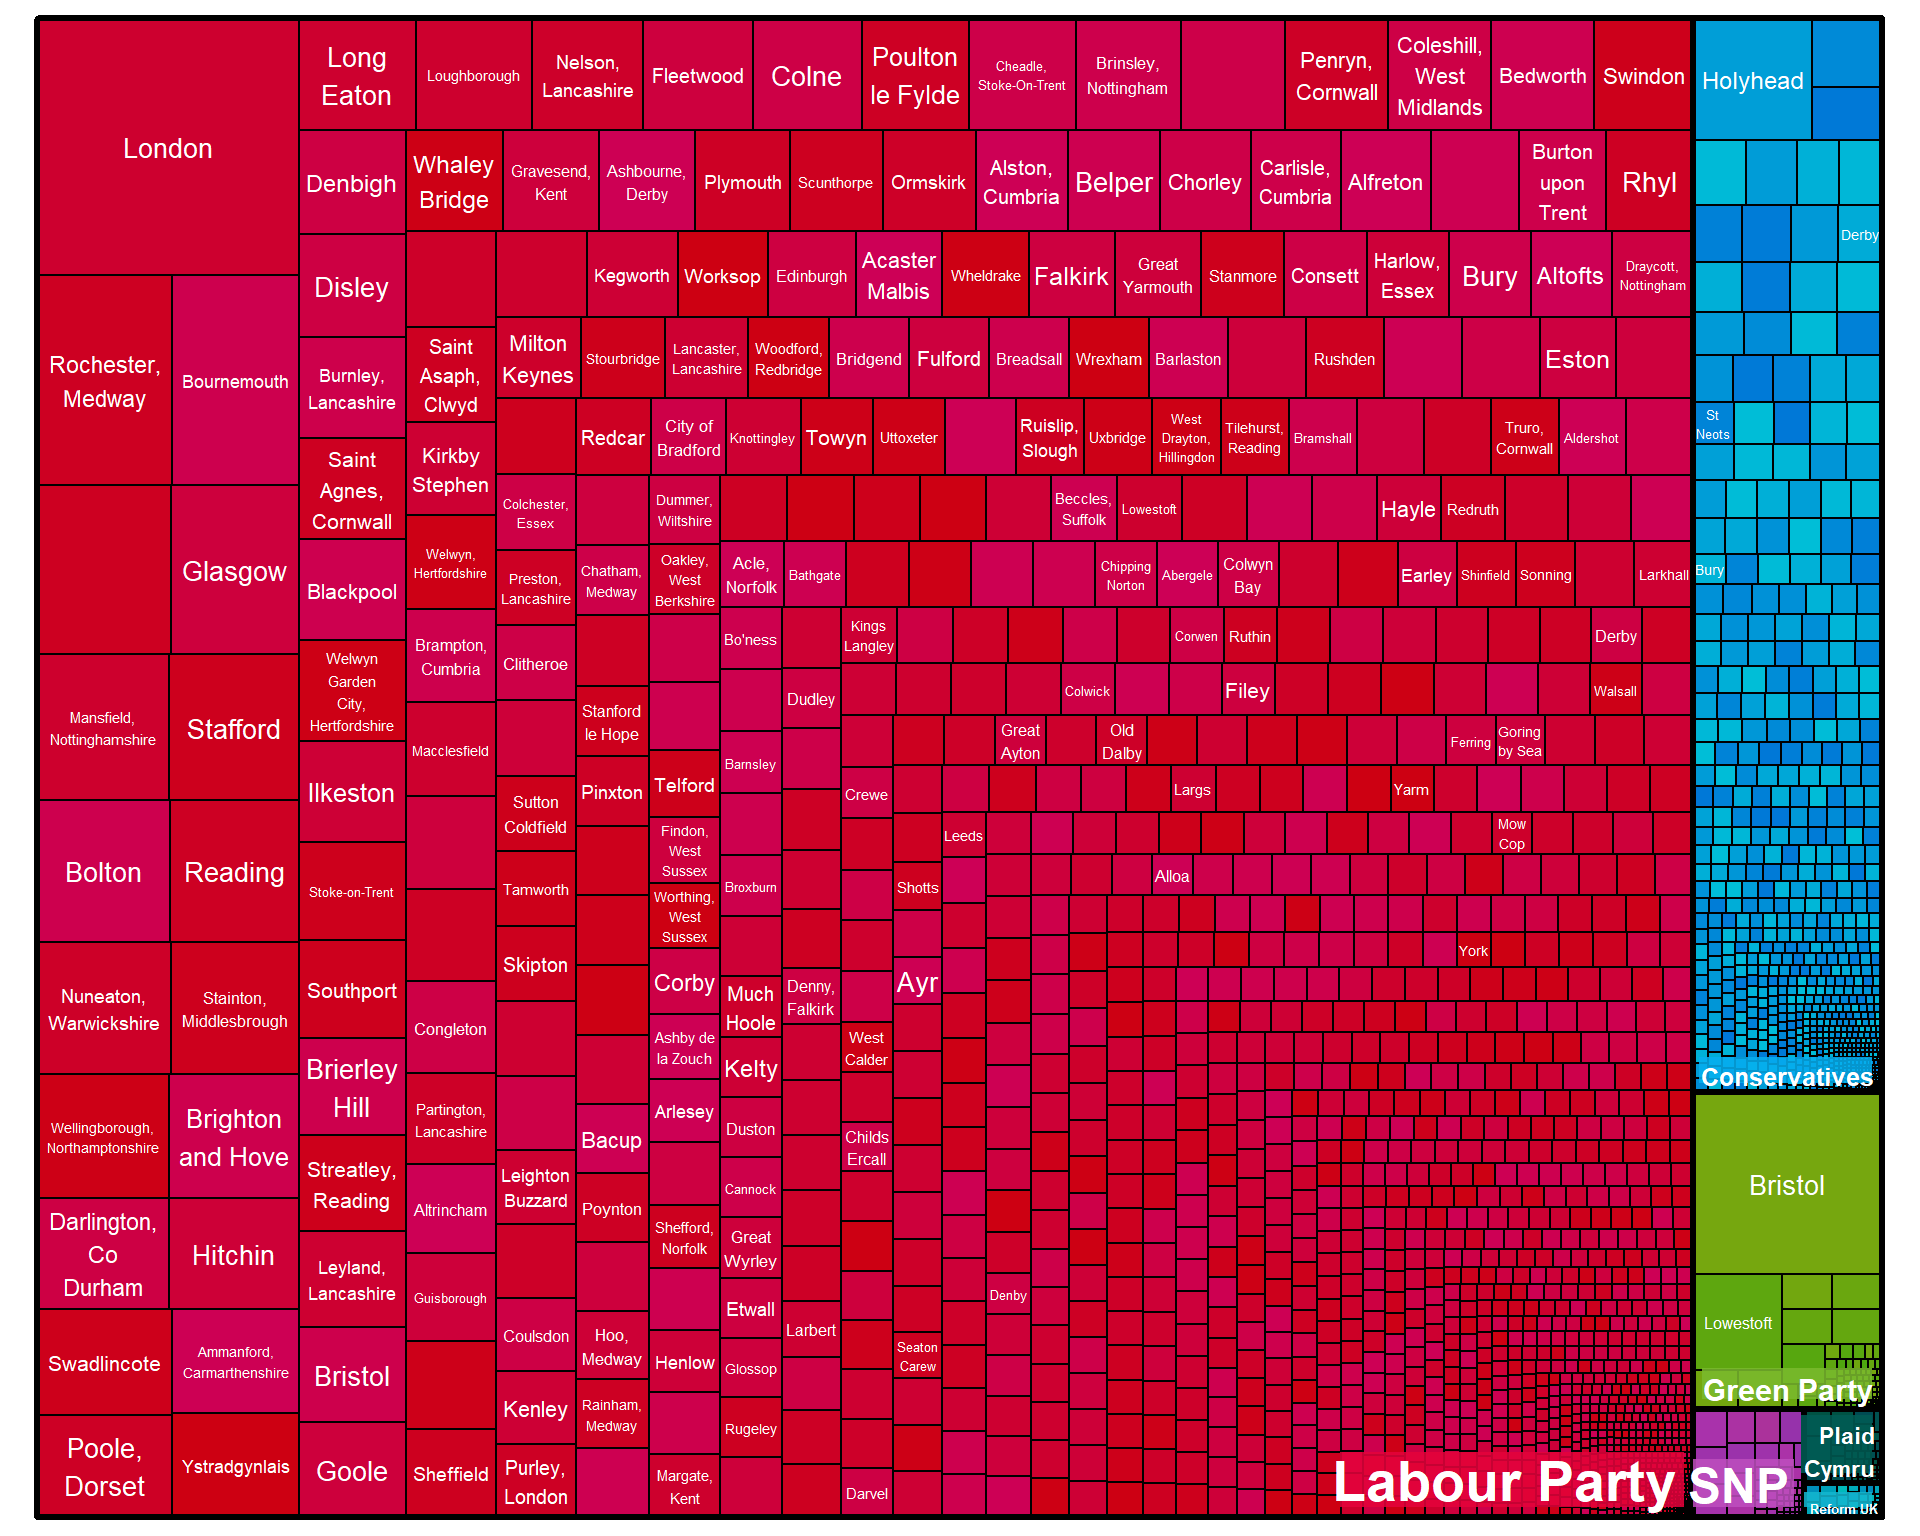 London
Long
Eaton
Loughborough
Nelson,
Lancashire
Fleetwood
Colne
Poulton
le Fylde
Cheadle,
Stoke-On-Trent
Brinsley,
Nottingham
Penryn,
Cornwall
Coleshill,
West
Midlands
Bedworth
Swindon
Holyhead
Denbigh
Whaley
Bridge
Gravesend,
Kent
Ashbourne,
Derby
Plymouth
Scunthorpe
Ormskirk
Alston,
Cumbria
Belper
Chorley
Carlisle,
Cumbria
Alfreton
Burton
upon
Trent
Rhyl
Derby
Disley
Kegworth
Worksop
Edinburgh
Acaster
Malbis
Wheldrake
Falkirk
Great
Yarmouth
Stanmore
Consett
Harlow,
Essex
Bury
Altofts
Draycott,
Nottingham
Rochester,
Medway
Bournemouth
Burnley,
Lancashire
Saint
Asaph,
Clwyd
Milton
Keynes
Stourbridge
Lancaster,
Lancashire
Woodford,
Redbridge
Bridgend
Fulford
Breadsall
Wrexham
Barlaston
Rushden
Eston
Saint
Agnes,
Cornwall
Kirkby
Stephen
Redcar
City of
Bradford
Knottingley
Towyn
Uttoxeter
Ruislip,
Slough
Uxbridge
West
Drayton,
Hillingdon
Tilehurst,
Reading
Bramshall
Truro,
Cornwall
Aldershot
St
Neots
Glasgow
Blackpool
Welwyn,
Hertfordshire
Colchester,
Essex
Dummer,
Wiltshire
Beccles,
Suffolk
Lowestoft
Hayle
Redruth
Preston,
Lancashire
Chatham,
Medway
Oakley,
West
Berkshire
Acle,
Norfolk
Bathgate
Chipping
Norton
Abergele
Colwyn
Bay
Earley
Shinfield
Sonning
Larkhall
Bury
Mansfield,
Nottinghamshire
Stafford
Welwyn
Garden
City,
Hertfordshire
Brampton,
Cumbria
Clitheroe
Bo'ness
Kings
Langley
Corwen
Ruthin
Derby
Macclesfield
Stanford
le Hope
Dudley
Colwick
Filey
Walsall
Ilkeston
Sutton
Coldfield
Pinxton
Telford
Barnsley
Great
Ayton
Old
Dalby
Ferring
Goring
by Sea
Crewe
Largs
Yarm
Bolton
Reading
Stoke-on-Trent
Tamworth
Findon,
West
Sussex
Leeds
Mow
Cop
Worthing,
West
Sussex
Broxburn
Shotts
Alloa
Nuneaton,
Warwickshire
Stainton,
Middlesbrough
Southport
Congleton
Skipton
Corby
Much
Hoole
Denny,
Falkirk
Ayr
York
Brierley
Hill
Ashby de
la Zouch
Kelty
West
Calder
Conservatives
Wellingborough,
Northamptonshire
Brighton
and Hove
Partington,
Lancashire
Bacup
Arlesey
Duston
Childs
Ercall
Streatley,
Reading
Altrincham
Leighton
Buzzard
Poynton
Cannock
Bristol
Darlington,
Co
Durham
Hitchin
Leyland,
Lancashire
Guisborough
Shefford,
Norfolk
Great
Wyrley
Denby
Swadlincote
Ammanford,
Carmarthenshire
Bristol
Coulsdon
Hoo,
Medway
Henlow
Etwall
Larbert
Seaton
Carew
Lowestoft
Glossop
Kenley
Rainham,
Medway
Rugeley
Green Party
Poole,
Dorset
Ystradgynlais
Goole
Sheffield
Purley,
London
Margate,
Kent
Darvel
Labour Party
SNP
Plaid
Cymru
Reform UK